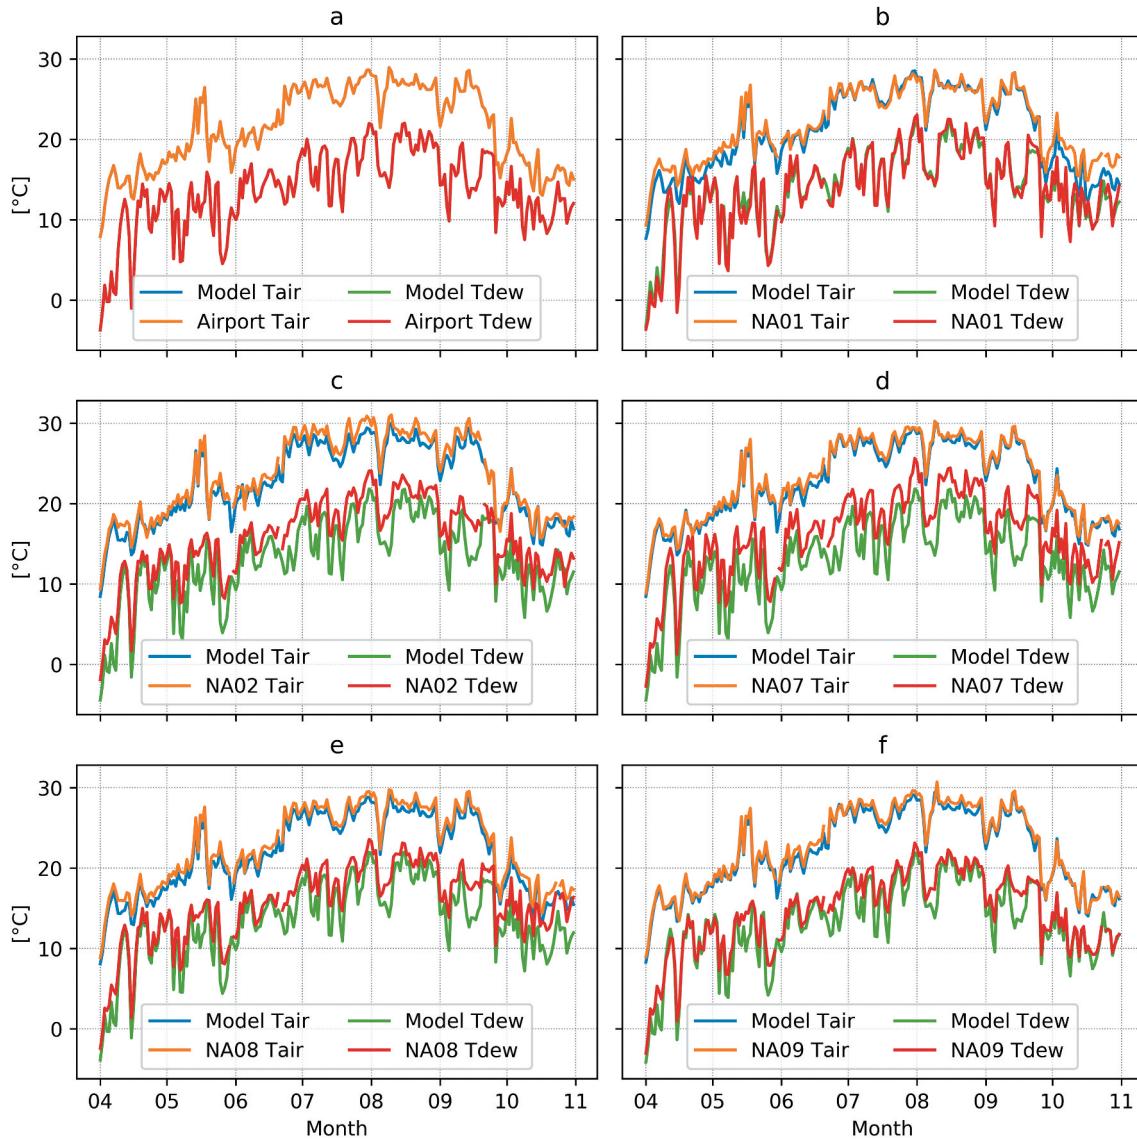 a
b
[°C]
30
20
10
0
Model Tair Model Tdew
Airport Tair Airport Tdew
Model Tair Model Tdew
NA01 Tair NA01 Tdew
c
d
[°C]
30
20
10
0
Model Tair Model Tdew
NA02 Tair NA02 Tdew
Model Tair Model Tdew
NA07 Tair NA07 Tdew
e
f
[°C]
30
20
10
0
Model Tair Model Tdew
NA08 Tair NA08 Tdew
Model Tair Model Tdew
NA09 Tair NA09 Tdew
04 05 06 07 08 09 10 11
04 05 06 07 08 09 10 11
Month
Month